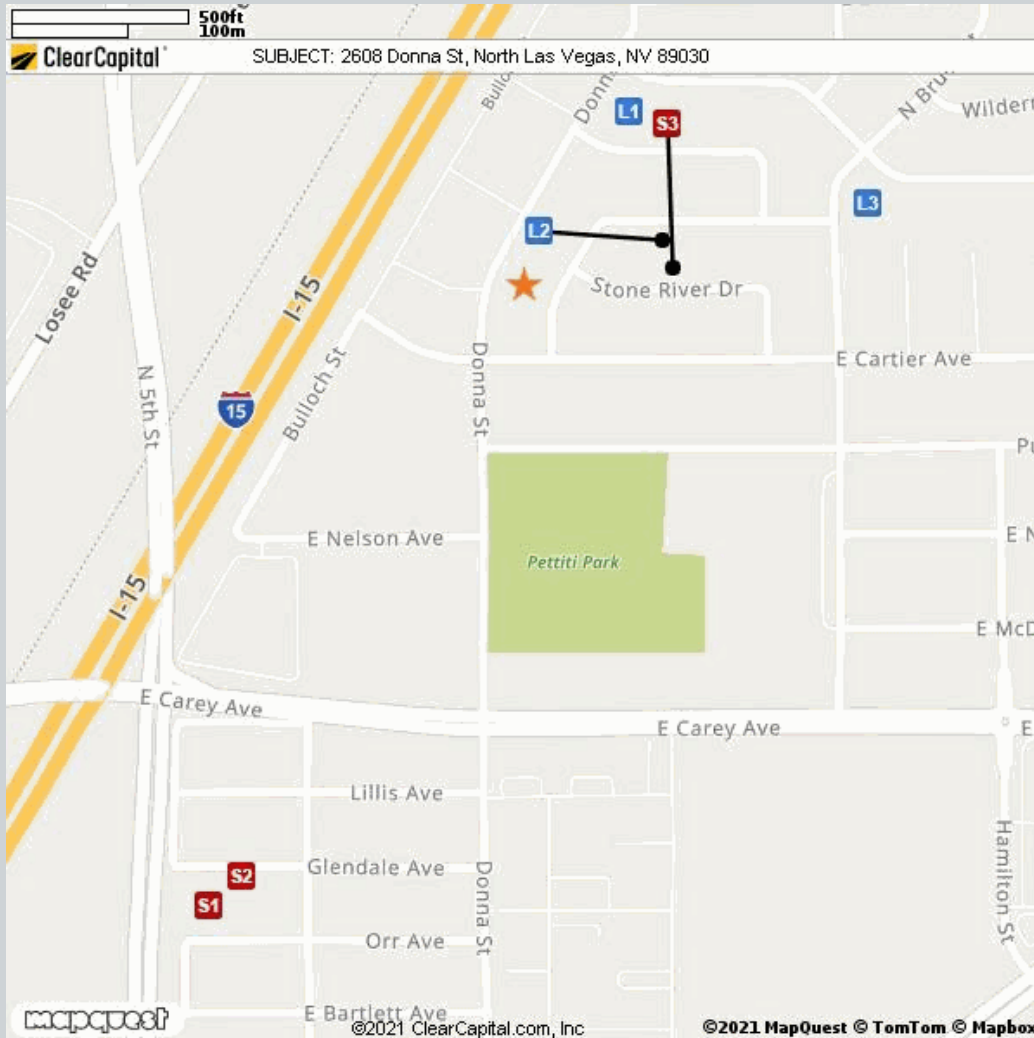 500ft
100m
ClearCapital
SUBJECT: 2608 Donna St, North Las Vegas, NV 89030
L1
S3
L3
L2
Losee Rd
I-15
Stone River Dr
N 5th St
15
Bulloch St
Donna St
E Cartier Ave
E Nelson Ave
Pettiti Park
I-15
E Carey Ave
E Carey Ave
Lillis Ave
S2
Glendale Ave
S1
Donna St
Hamilton St
Orr Ave
E Bartlett Ave
mapquest
©2021 ClearCapital.com, Inc
©2021 MapQuest © TomTom © Mapbox